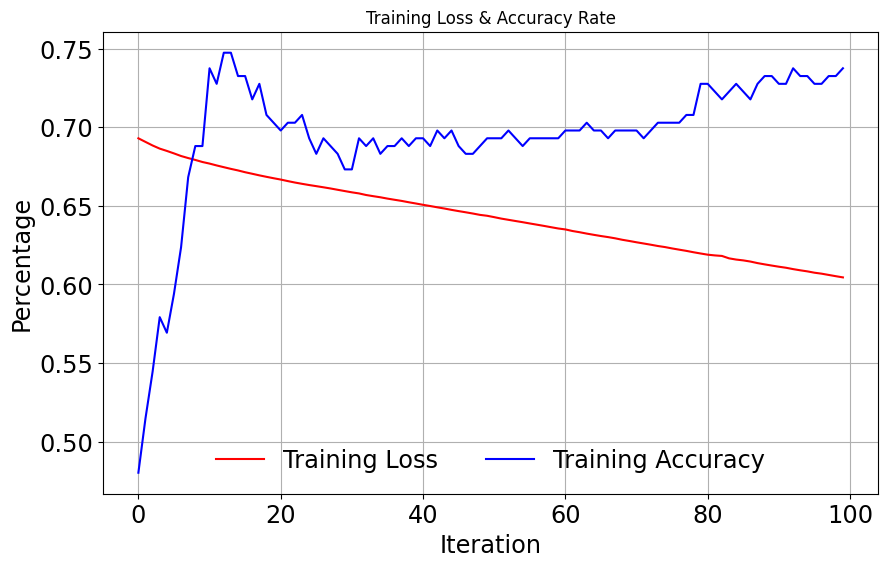 Training Loss & Accuracy Rate
0.75
0.70
0.65
0.60
0.55
0.50
Percentage
Training Loss
Training Accuracy
0 20 40 60 80 100
Iteration